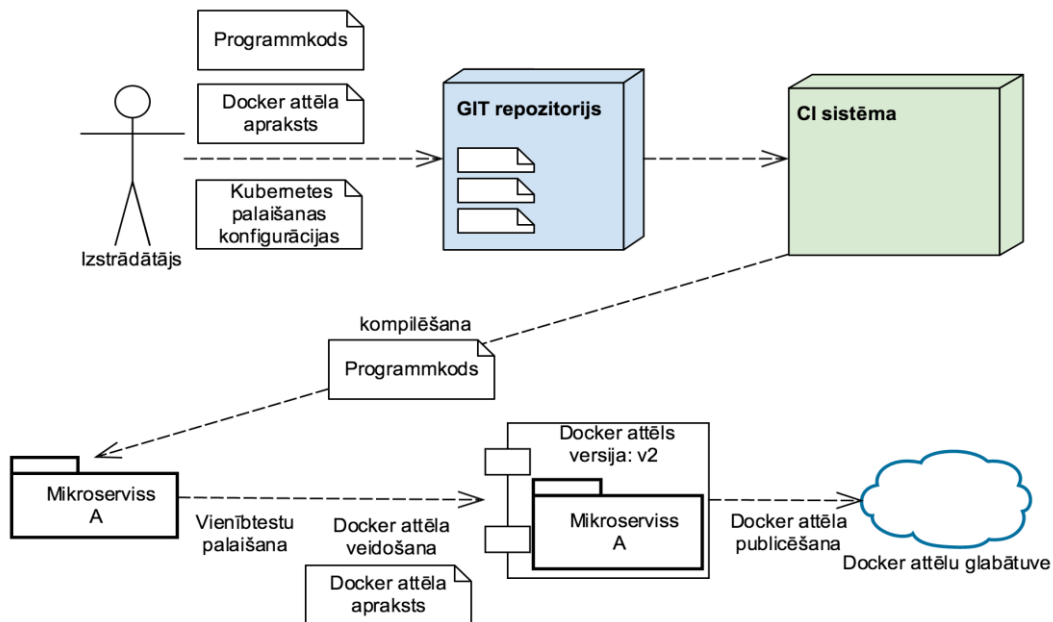 Programmkods
Docker attēla
apraksts
Kubernetes
palaišanas
konfigurācijas
Izstrādātājs
GIT repozitorijs
CI sistēma
kompilēšana
Programmkods
Mikroserviss
A
Vienībtestu
palaišana
Docker attēla
veidošana
Docker attēla
apraksts
Docker attēls
versija: v2
Mikroserviss
A
Docker attēla
publicēšana
Docker attēlu glabātuve